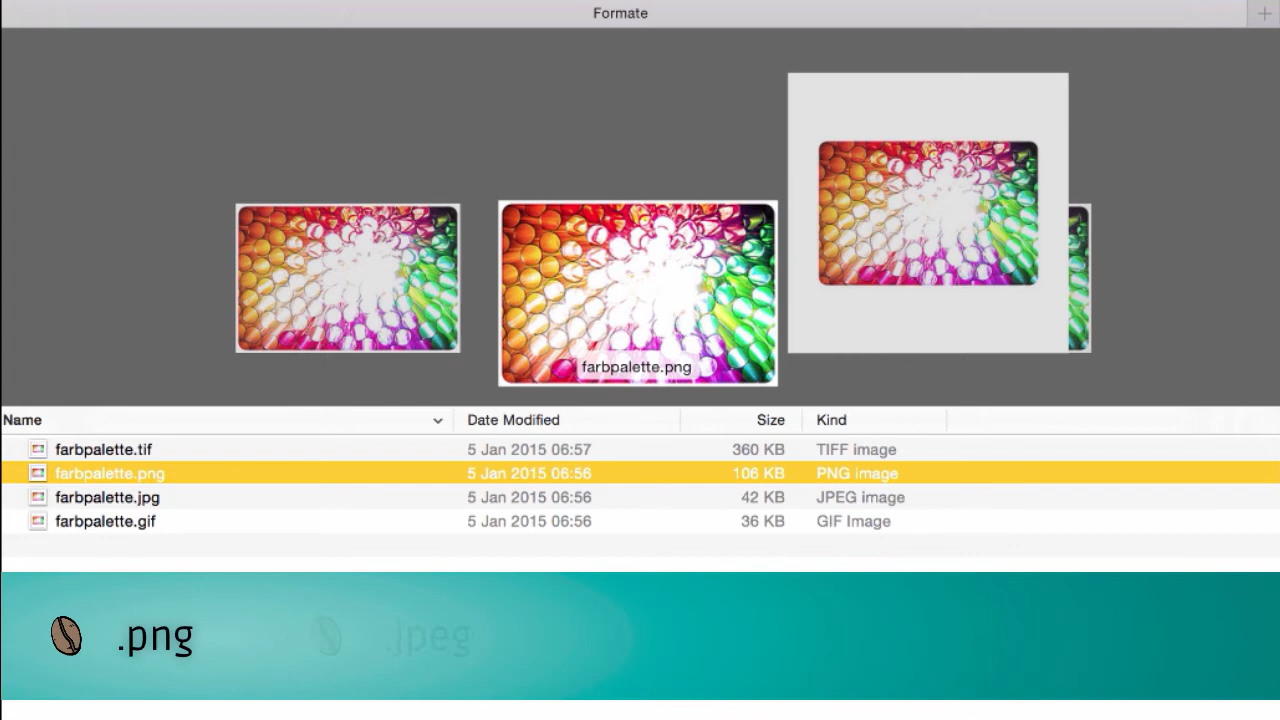 Formate
farbpalette.png
Name Date Modified Size Kind
farbpalette.tif 5 Jan 2015 06:57 360 KB TIFF image
farbpalette.png 5 Jan 2015 06:56 106 KB PNG image
farbpalette.jpg 5 Jan 2015 06:56 42 KB JPEG image
farbpalette.gif 5 Jan 2015 06:56 36 KB GIF Image
.png .jpeg